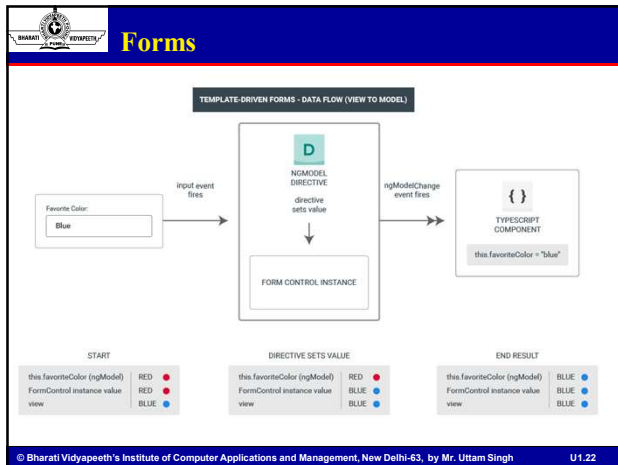 BHARATI VIDYAPEETH
PUNE
Forms
TEMPLATE-DRIVEN FORMS - DATA FLOW (VIEW TO MODEL)
Favorite Color:
Blue
input event
fires
D
NGMODEL
DIRECTIVE
directive
sets value
FORM CONTROL INSTANCE
ngModelChange
event fires
{ }
TYPESCRIPT
COMPONENT
this.favoriteColor = "blue"
START
this.favoriteColor (ngModel) RED
FormControl instance value RED
view BLUE
DIRECTIVE SETS VALUE
this.favoriteColor (ngModel) RED
FormControl instance value BLUE
view BLUE
END RESULT
this.favoriteColor (ngModel) BLUE
FormControl instance value BLUE
view BLUE
© Bharati Vidyapeeth's Institute of Computer Applications and Management, New Delhi-63, by Mr. Uttam Singh U1.22